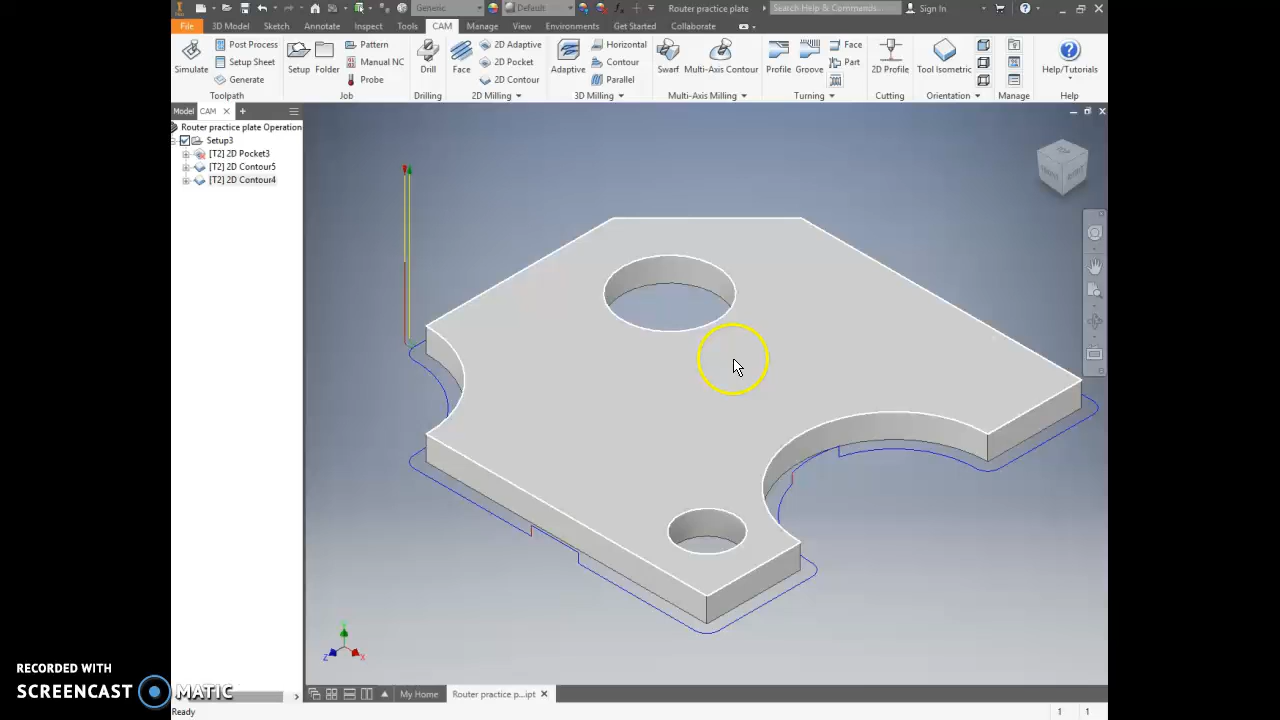 Generic
Default
Router practice plate
Search Help & Commands...
Sign In
File
3D Model
Sketch
Annotate
Inspect
Tools
CAM
Manage
View
Environments
Get Started
Collaborate
Simulate
Post Process
Setup Sheet
Generate
Toolpath
Setup
Folder
Pattern
Manual NC
Probe
Job
Drill
Drilling
Face
2D Adaptive
2D Pocket
2D Contour
2D Milling
Adaptive
Horizontal
Contour
Parallel
3D Milling
Swarf
Multi-Axis Contour
Multi-Axis Milling
Profile
Groove
Face
Part
Turning
2D Profile
Cutting
Tool Isometric
Orientation
Manage
Help/Tutorials
Help
Model
CAM
Router practice plate Operation
Setup3
[T2] 2D Pocket3
[T2] 2D Contour5
[T2] 2D Contour4
Z
X
My Home
Router practice p...ipt
Ready
1
1
RECORDED WITH
SCREENCAST MATIC